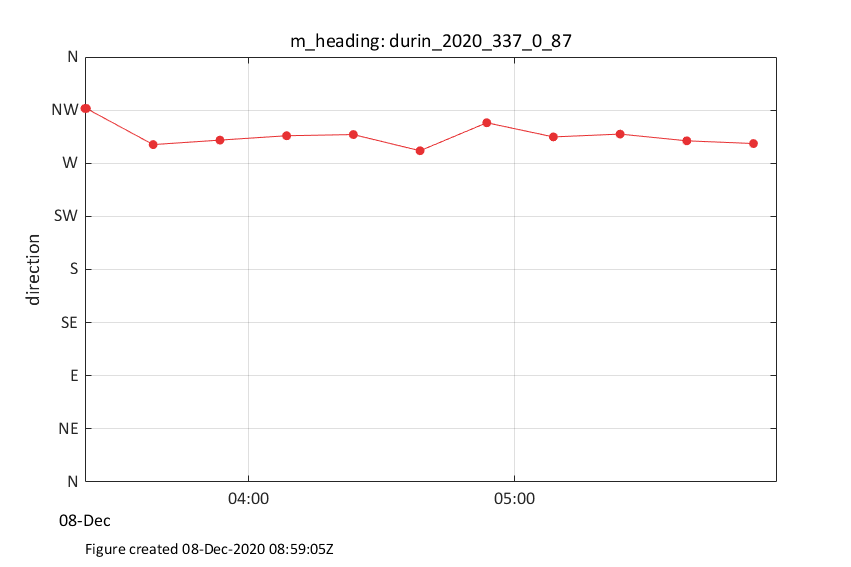 m_heading: durin_2020_337_0_87
N
NW
W
SW
S
SE
E
NE
N
direction
04:00 05:00
08-Dec
Figure created 08-Dec-2020 08:59:05Z